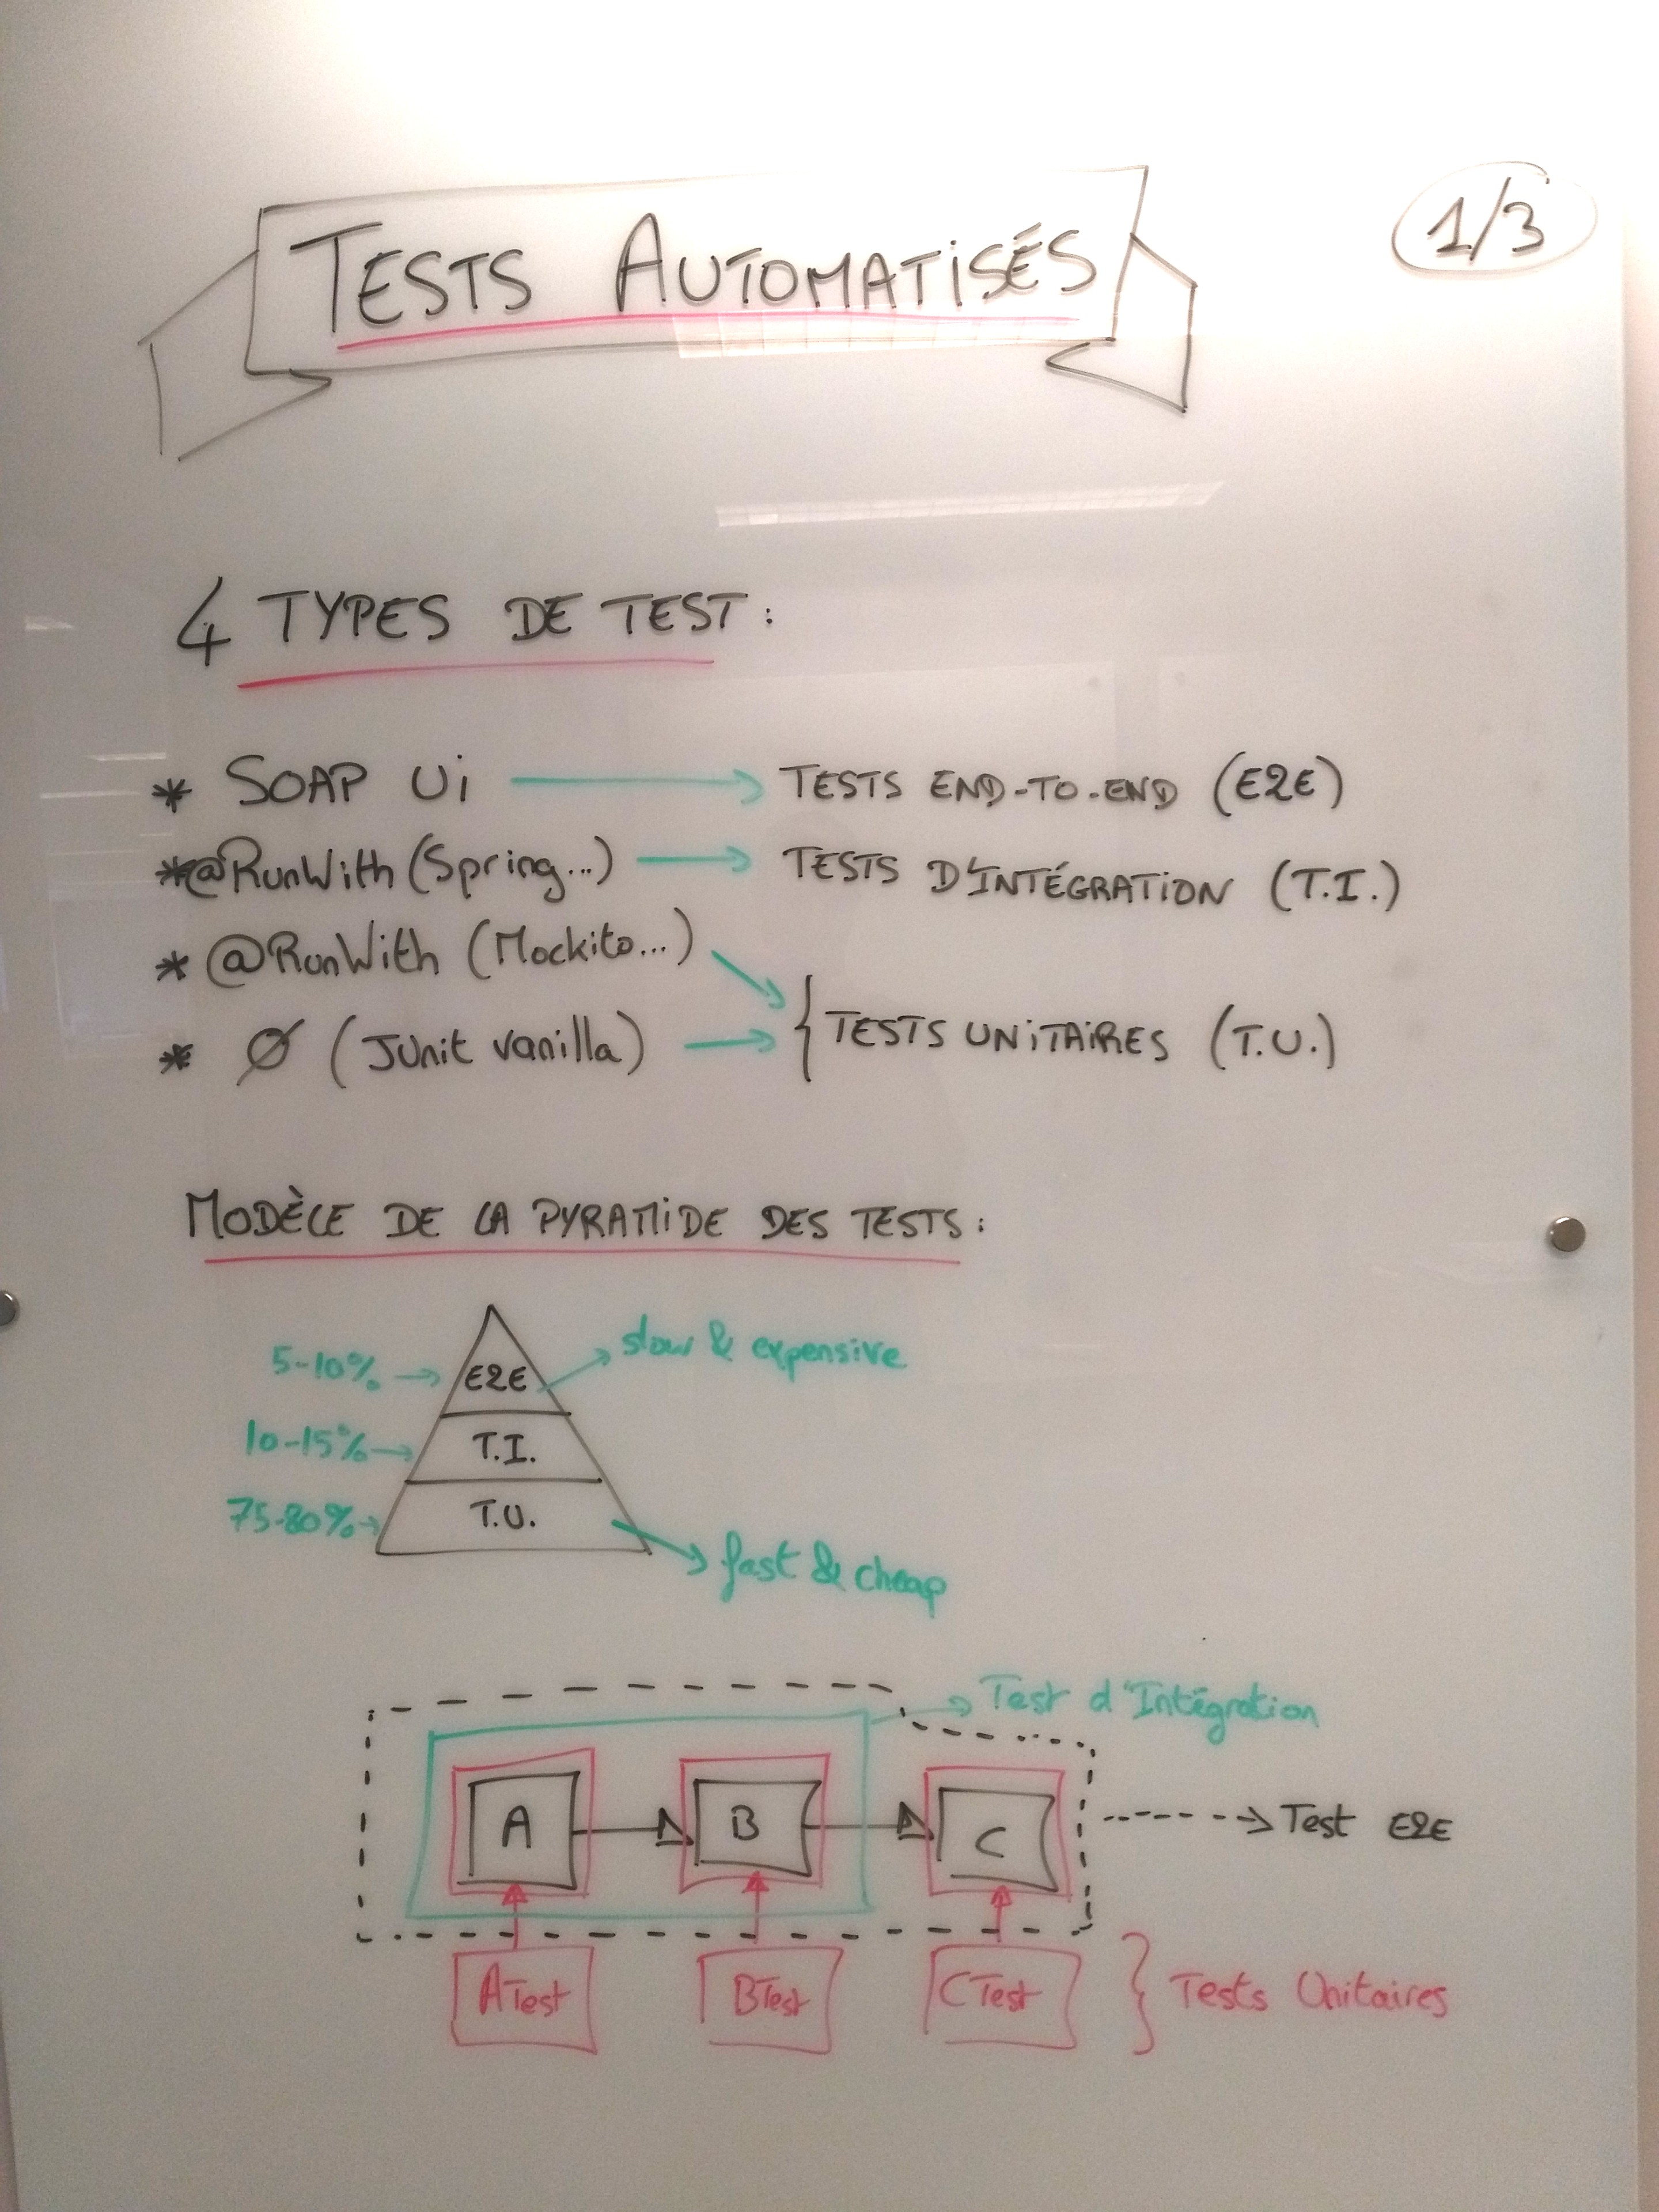 TESTS AUTOMATISÉS
1/3
4 TYPES DE TEST :
* SOAP Ui → TESTS END-TO-END (E2E)
*@RunWith (Spring...) → TESTS D'INTÉGRATION (T.I.)
* @RunWith (Mockito...)
* Ø (JUnit vanilla) → { TESTS UNITAIRES (T.U.)
MODÈLE DE LA PYRAMIDE DES TESTS :
5-10% → E2E → slow & expensive
10-15% → T.I.
75-80% → T.U. → fast & cheap
→ Test d'Intégration
A → B → C
→ Test E2E
ATest BTest CTest } Tests Unitaires